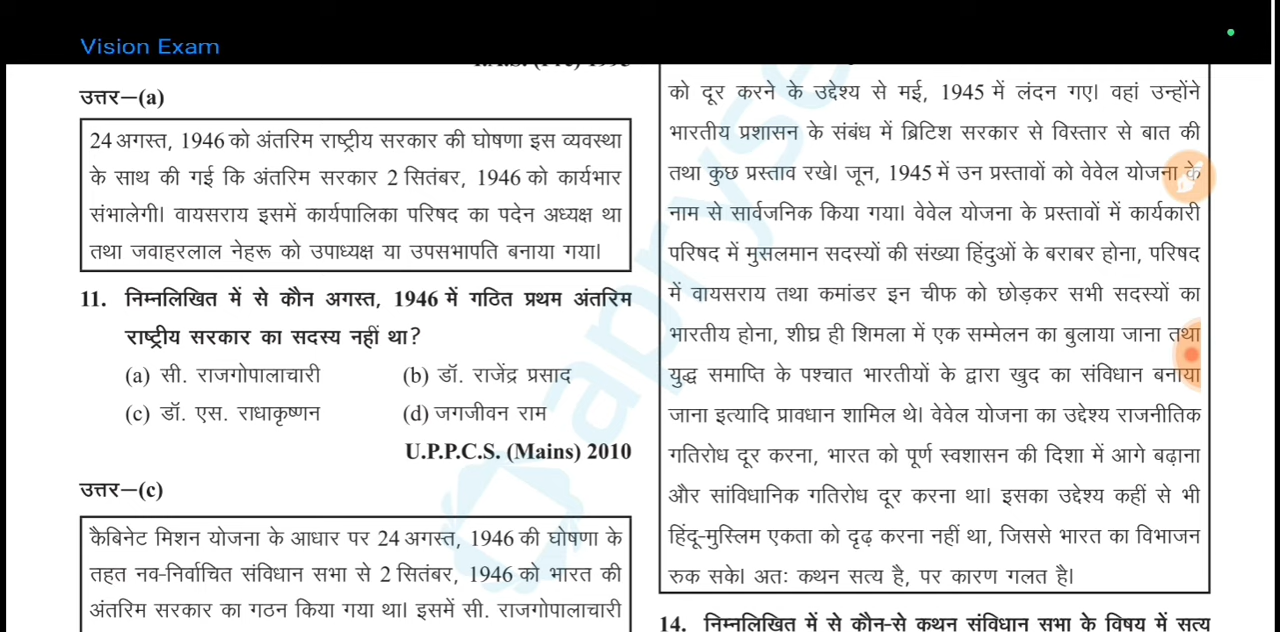 Vision Exam
उत्तर–(a)
24 अगस्त, 1946 को अंतरिम राष्ट्रीय सरकार की घोषणा इस व्यवस्था
के साथ की गई कि अंतरिम सरकार 2 सितंबर, 1946 को कार्यभार
संभालेगी। वायसराय इसमें कार्यपालिका परिषद का पदेन अध्यक्ष था
तथा जवाहरलाल नेहरू को उपाध्यक्ष या उपसभापति बनाया गया।
11. निम्नलिखित में से कौन अगस्त, 1946 में गठित प्रथम अंतरिम
राष्ट्रीय सरकार का सदस्य नहीं था?
(a) सी. राजगोपालाचारी (b) डॉ. राजेंद्र प्रसाद
(c) डॉ. एस. राधाकृष्णन (d) जगजीवन राम
U.P.P.C.S. (Mains) 2010
उत्तर–(c)
कैबिनेट मिशन योजना के आधार पर 24 अगस्त, 1946 की घोषणा के
तहत नव-निर्वाचित संविधान सभा से 2 सितंबर, 1946 को भारत की
अंतरिम सरकार का गठन किया गया था। इसमें सी. राजगोपालाचारी
को दूर करने के उद्देश्य से मई, 1945 में लंदन गए। वहां उन्होंने
भारतीय प्रशासन के संबंध में ब्रिटिश सरकार से विस्तार से बात की
तथा कुछ प्रस्ताव रखे। जून, 1945 में उन प्रस्तावों को वेवेल योजना के
नाम से सार्वजनिक किया गया। वेवेल योजना के प्रस्तावों में कार्यकारी
परिषद में मुसलमान सदस्यों की संख्या हिंदुओं के बराबर होना, परिषद
में वायसराय तथा कमांडर इन चीफ को छोड़कर सभी सदस्यों का
भारतीय होना, शीघ्र ही शिमला में एक सम्मेलन का बुलाया जाना तथा
युद्ध समाप्ति के पश्चात भारतीयों के द्वारा खुद का संविधान बनाया
जाना इत्यादि प्रावधान शामिल थे। वेवेल योजना का उद्देश्य राजनीतिक
गतिरोध दूर करना, भारत को पूर्ण स्वशासन की दिशा में आगे बढ़ाना
और सांविधानिक गतिरोध दूर करना था। इसका उद्देश्य कहीं से भी
हिंदू-मुस्लिम एकता को दृढ़ करना नहीं था, जिससे भारत का विभाजन
रुक सके। अतः कथन सत्य है, पर कारण गलत है।
14. निम्नलिखित में से कौन-से कथन संविधान सभा के विषय में सत्य
apryse